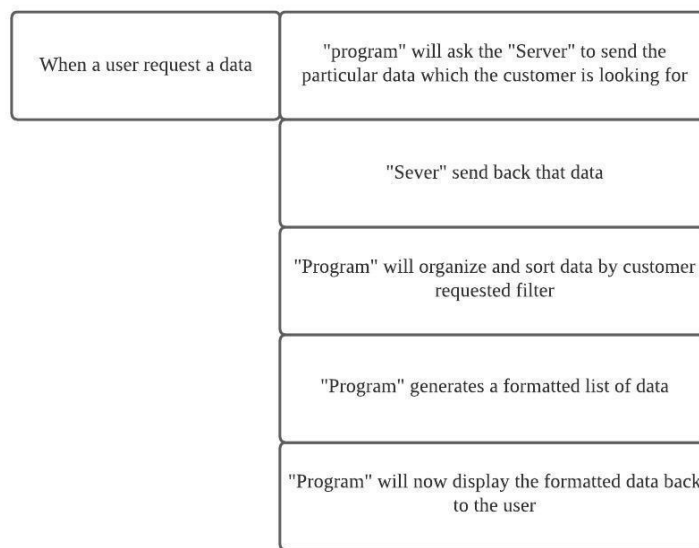 When a user request a data
"program" will ask the "Server" to send the
particular data which the customer is looking for
"Sever" send back that data
"Program" will organize and sort data by customer
requested filter
"Program" generates a formatted list of data
"Program" will now display the formatted data back
to the user